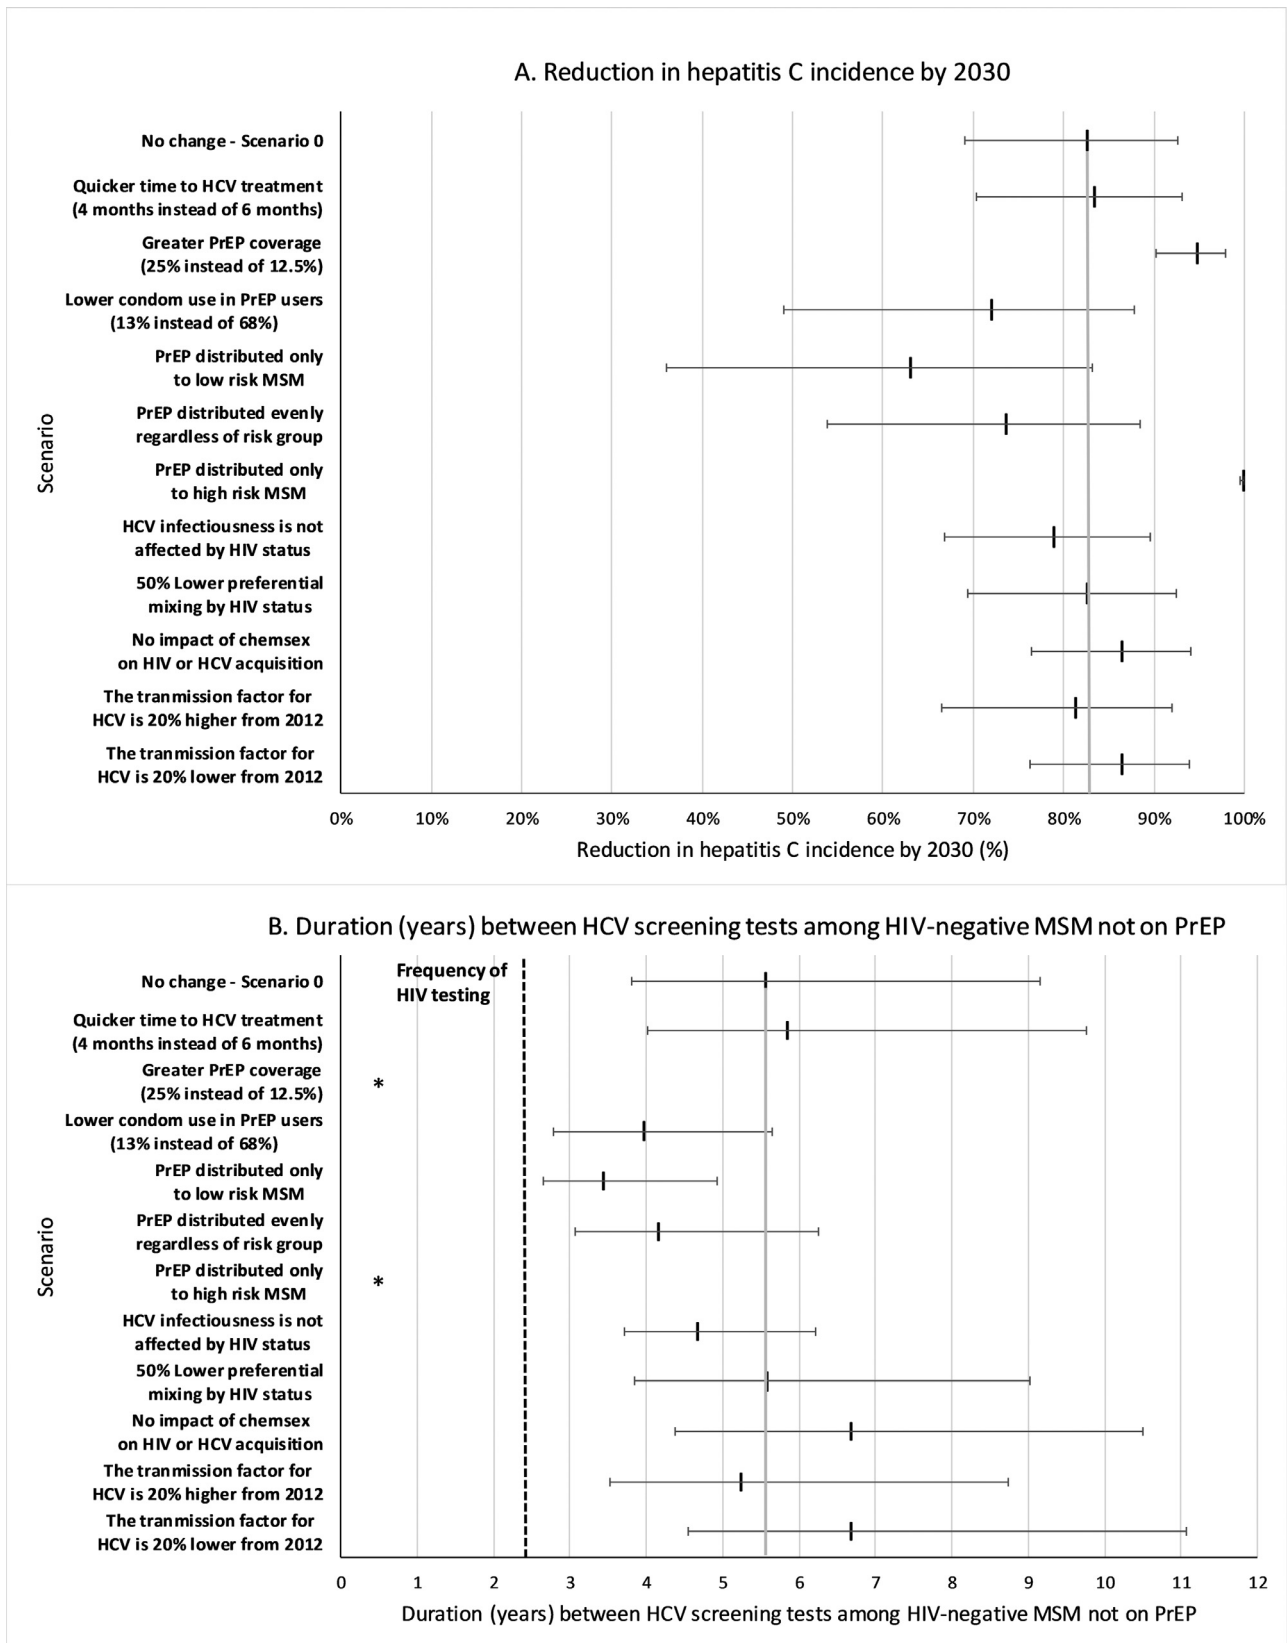 A. Reduction in hepatitis C incidence by 2030
No change - Scenario 0
Quicker time to HCV treatment
(4 months instead of 6 months)
Greater PrEP coverage
(25% instead of 12.5%)
Lower condom use in PrEP users
(13% instead of 68%)
PrEP distributed only
to low risk MSM
PrEP distributed evenly
regardless of risk group
PrEP distributed only
to high risk MSM
HCV infectiousness is not
affected by HIV status
50% Lower preferential
mixing by HIV status
No impact of chemsex
on HIV or HCV acquisition
The tranmission factor for
HCV is 20% higher from 2012
The tranmission factor for
HCV is 20% lower from 2012
Scenario
0% 10% 20% 30% 40% 50% 60% 70% 80% 90% 100%
Reduction in hepatitis C incidence by 2030 (%)
B. Duration (years) between HCV screening tests among HIV-negative MSM not on PrEP
Frequency of
HIV testing
No change - Scenario 0
Quicker time to HCV treatment
(4 months instead of 6 months)
Greater PrEP coverage
(25% instead of 12.5%)
*
Lower condom use in PrEP users
(13% instead of 68%)
PrEP distributed only
to low risk MSM
PrEP distributed evenly
regardless of risk group
PrEP distributed only
to high risk MSM
*
HCV infectiousness is not
affected by HIV status
50% Lower preferential
mixing by HIV status
No impact of chemsex
on HIV or HCV acquisition
The tranmission factor for
HCV is 20% higher from 2012
The tranmission factor for
HCV is 20% lower from 2012
Scenario
0 1 2 3 4 5 6 7 8 9 10 11 12
Duration (years) between HCV screening tests among HIV-negative MSM not on PrEP